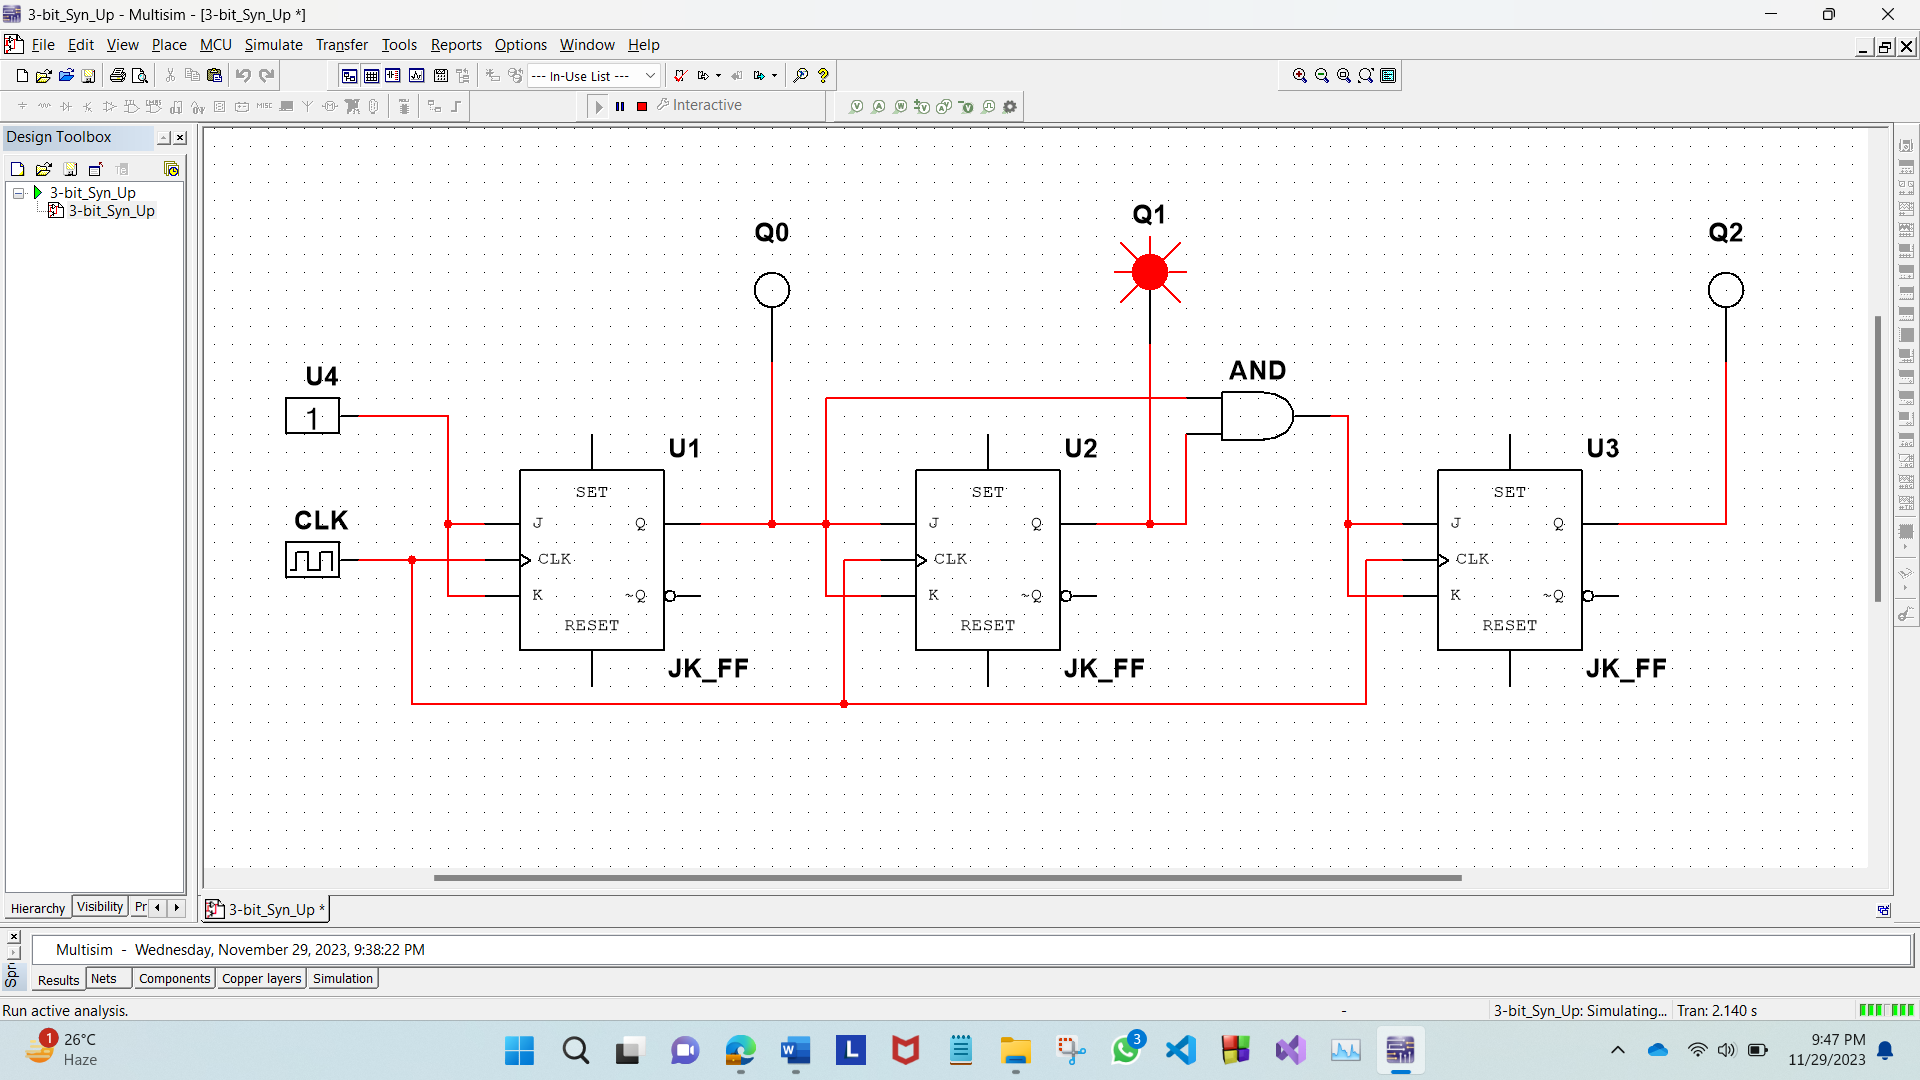 3-bit_Syn_Up - Multisim - [3-bit_Syn_Up *]
File Edit View Place MCU Simulate Transfer Tools Reports Options Window Help
--- In-Use List ---
Interactive
Design Toolbox
3-bit_Syn_Up
3-bit_Syn_Up
Q0
Q1
Q2
U4
1
AND
CLK
U1
SET
J Q
CLK
K ~Q
RESET
JK_FF
U2
SET
J Q
CLK
K ~Q
RESET
JK_FF
U3
SET
J Q
CLK
K ~Q
RESET
JK_FF
Hierarchy Visibility Pr
3-bit_Syn_Up *
Spr
Multisim - Wednesday, November 29, 2023, 9:38:22 PM
Results Nets Components Copper layers Simulation
Run active analysis.
-
3-bit_Syn_Up: Simulating... Tran: 2.140 s
1
26°C
Haze
3
9:47 PM
11/29/2023